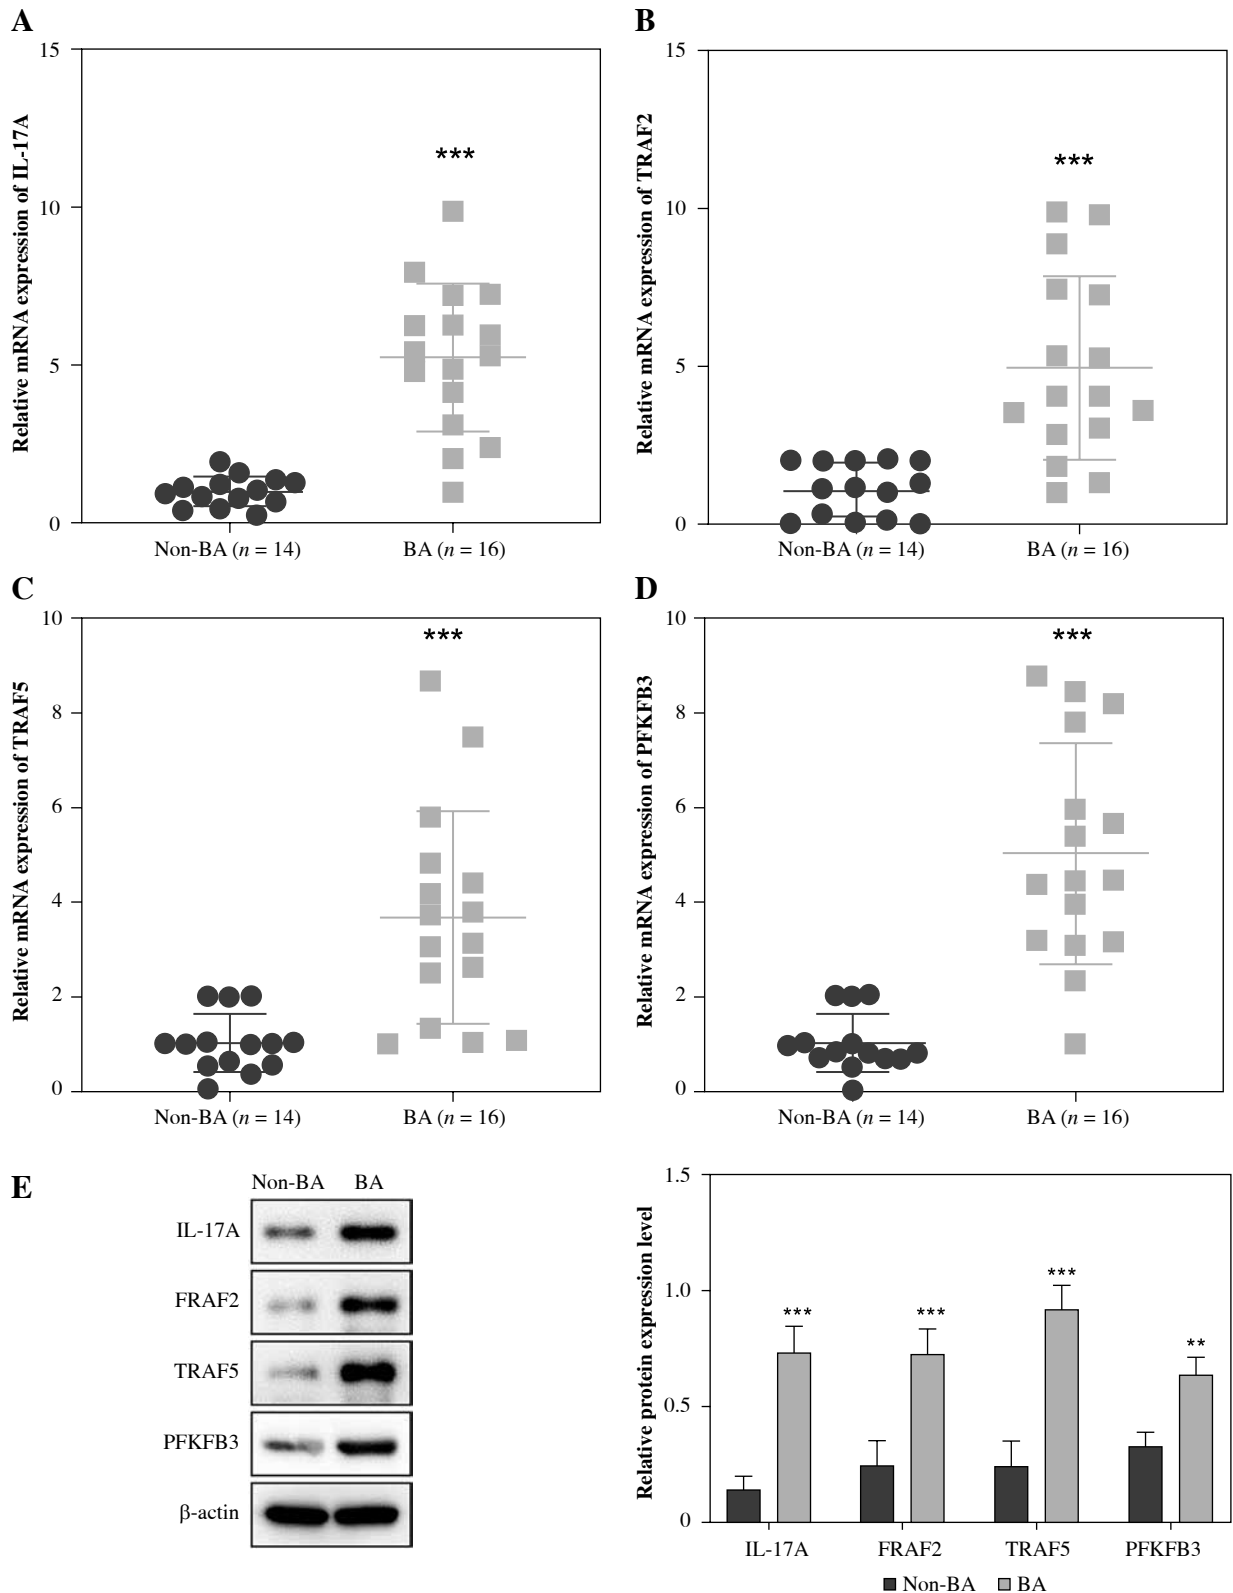 A
Relative mRNA expression of IL-17A
15
10
5
0
***
Non-BA (n = 14)
BA (n = 16)
B
Relative mRNA expression of TRAF2
15
10
5
0
***
Non-BA (n = 14)
BA (n = 16)
C
Relative mRNA expression of TRAF5
10
8
6
4
2
0
***
Non-BA (n = 14)
BA (n = 16)
D
Relative mRNA expression of PFKFB3
10
8
6
4
2
0
***
Non-BA (n = 14)
BA (n = 16)
E
Non-BA BA
IL-17A
FRAF2
TRAF5
PFKFB3
β-actin
Relative protein expression level
1.5
1.0
0.5
0
***
***
***
**
IL-17A FRAF2 TRAF5 PFKFB3
Non-BA BA